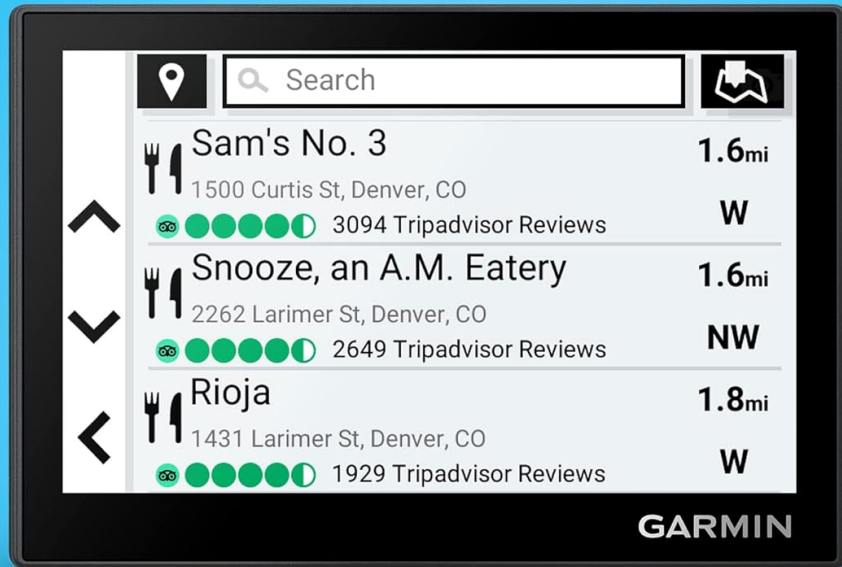 Search
Sam's No. 3
1.6mi
1500 Curtis St, Denver, CO
W
3094 Tripadvisor Reviews
Snooze, an A.M. Eatery
1.6mi
2262 Larimer St, Denver, CO
NW
2649 Tripadvisor Reviews
Rioja
1.8mi
1431 Larimer St, Denver, CO
W
1929 Tripadvisor Reviews
GARMIN